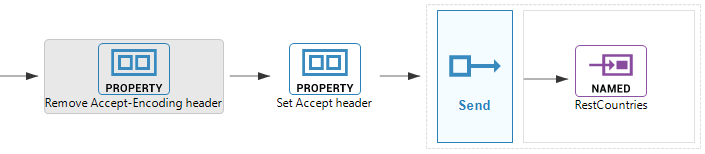 PROPERTY
Remove Accept-Encoding header
PROPERTY
Set Accept header
Send
NAMED
RestCountries